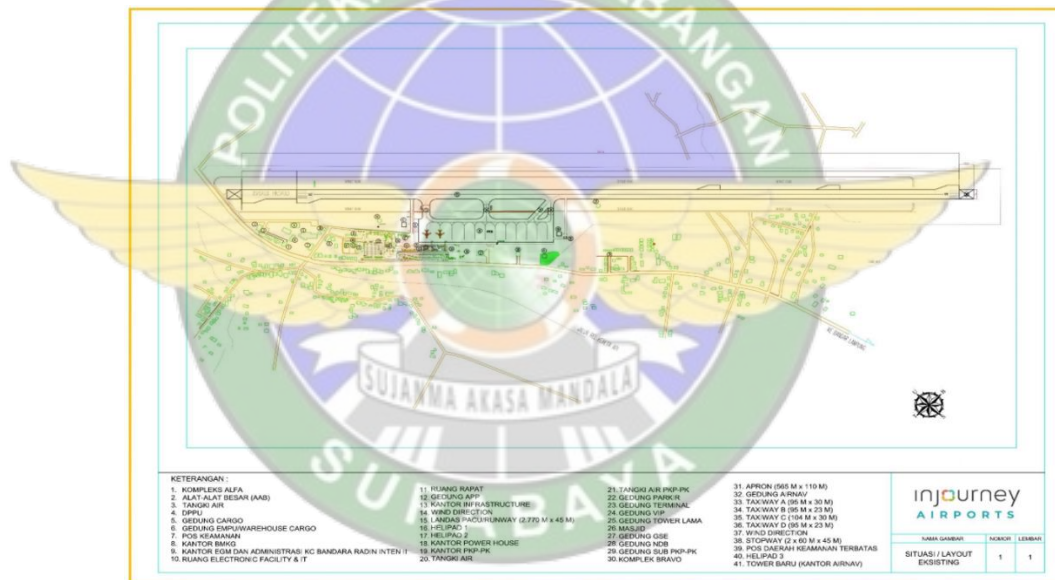 POLITEKNIK PENERBANGAN
SUJANMA AKASA MANDALA
SURABAYA
KETERANGAN :
1. KOMPLEKS ALFA
2. ALAT-ALAT BESAR (AAB)
3. TANGKI AIR
4. DPPU
5. GEDUNG CARGO
6. GEDUNG EMPU/WAREHOUSE CARGO
7. POS KEAMANAN
8. KANTOR BMKG
9. KANTOR EGM DAN ADMINISTRASI KC BANDARA RADIN INTEN II
10. RUANG ELECTRONIC FACILITY & IT
11. RUANG RAPAT
12. GEDUNG APP
13. KANTOR INFRASTRUCTURE
14. WIND DIRECTION
15. LANDAS PACU/RUNWAY (2.770 M x 45 M)
16. HELIPAD 1
17. HELIPAD 2
18. KANTOR POWER HOUSE
19. KANTOR PKP-PK
20. TANGKI AIR
21. TANGKI AIR PKP-PK
22. GEDUNG PARKIR
23. GEDUNG TERMINAL
24. GEDUNG VIP
25. GEDUNG TOWER LAMA
26. MASJID
27. GEDUNG GSE
28. GEDUNG NDB
29. GEDUNG SUB PKP-PK
30. KOMPLEK BRAVO
31. APRON (565 M x 110 M)
32. GEDUNG AIRNAV
33. TAXIWAY A (95 M x 30 M)
34. TAXIWAY B (95 M x 23 M)
35. TAXIWAY C (104 M x 30 M)
36. TAXIWAY D (95 M x 23 M)
37. WIND DIRECTION
38. STOPWAY (2 x 60 M x 45 M)
39. POS DAERAH KEAMANAN TERBATAS
40. HELIPAD 3
41. TOWER BARU (KANTOR AIRNAV)
injourney
AIRPORTS
NAMA GAMBAR NOMOR LEMBAR
SITUASI / LAYOUT
EKSISTING
1 1